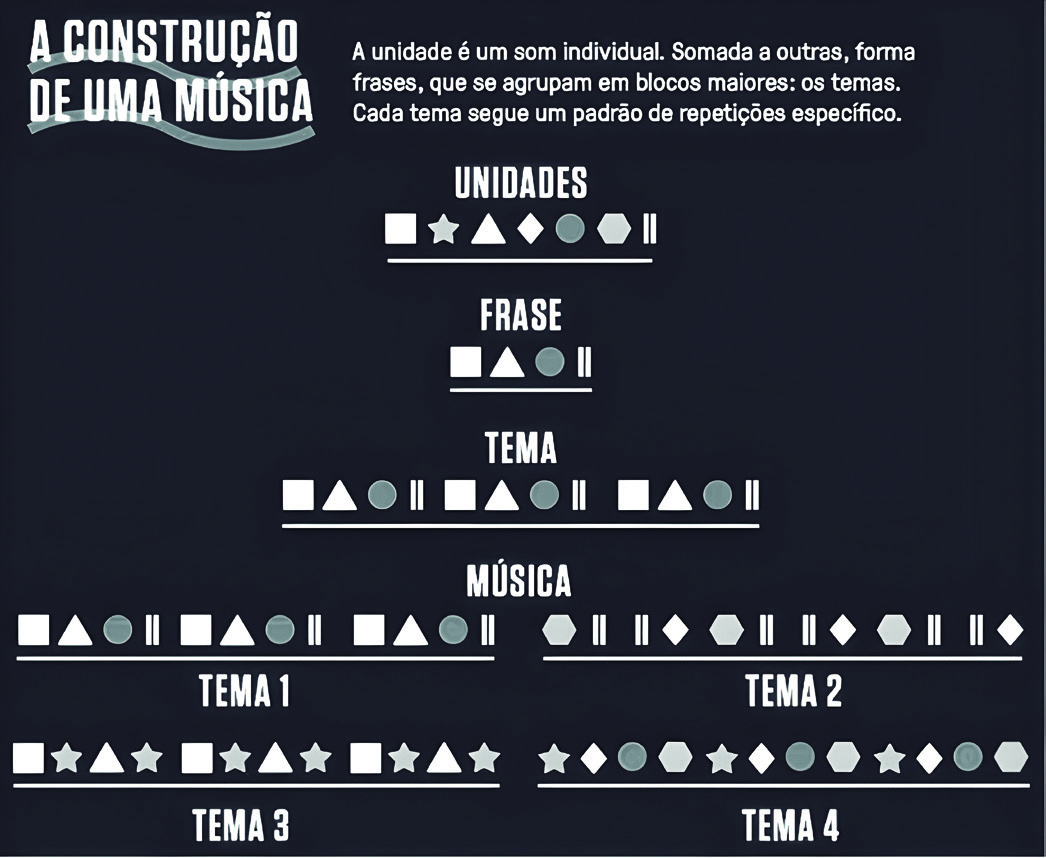 A CONSTRUÇÃO
DE UMA MÚSICA
A unidade é um som individual. Somada a outras, forma
frases, que se agrupam em blocos maiores: os temas.
Cada tema segue um padrão de repetições específico.
UNIDADES
FRASE
TEMA
MÚSICA
TEMA 1
TEMA 2
TEMA 3
TEMA 4